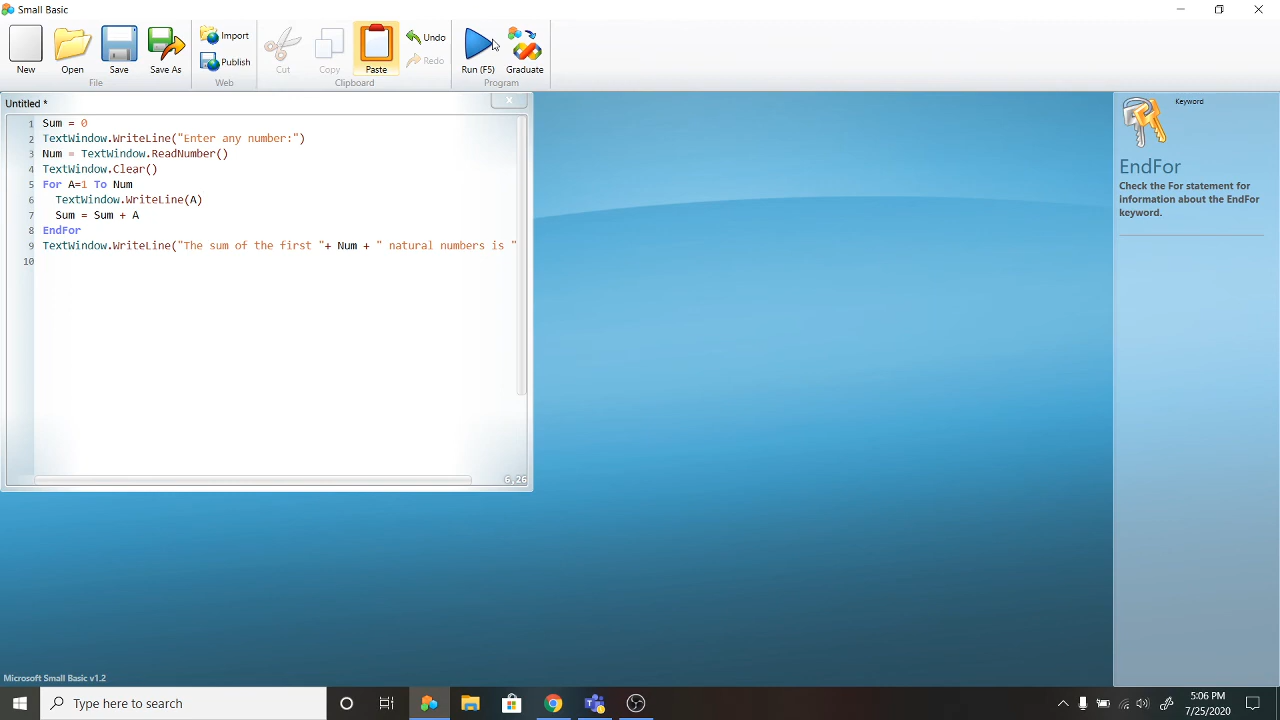 Small Basic
New
Open
Save
Save As
Import
Publish
Cut
Copy
Paste
Undo
Redo
Run (F5)
Graduate
File
Web
Clipboard
Program
Untitled *
1 Sum = 0
2 TextWindow.WriteLine("Enter any number:")
3 Num = TextWindow.ReadNumber()
4 TextWindow.Clear()
5 For A=1 To Num
6 TextWindow.WriteLine(A)
7 Sum = Sum + A
8 EndFor
9 TextWindow.WriteLine("The sum of the first "+ Num + " natural numbers is "
10
6,26
Keyword
EndFor
Check the For statement for
information about the EndFor
keyword.
Microsoft Small Basic v1.2
Type here to search
5:06 PM
7/25/2020